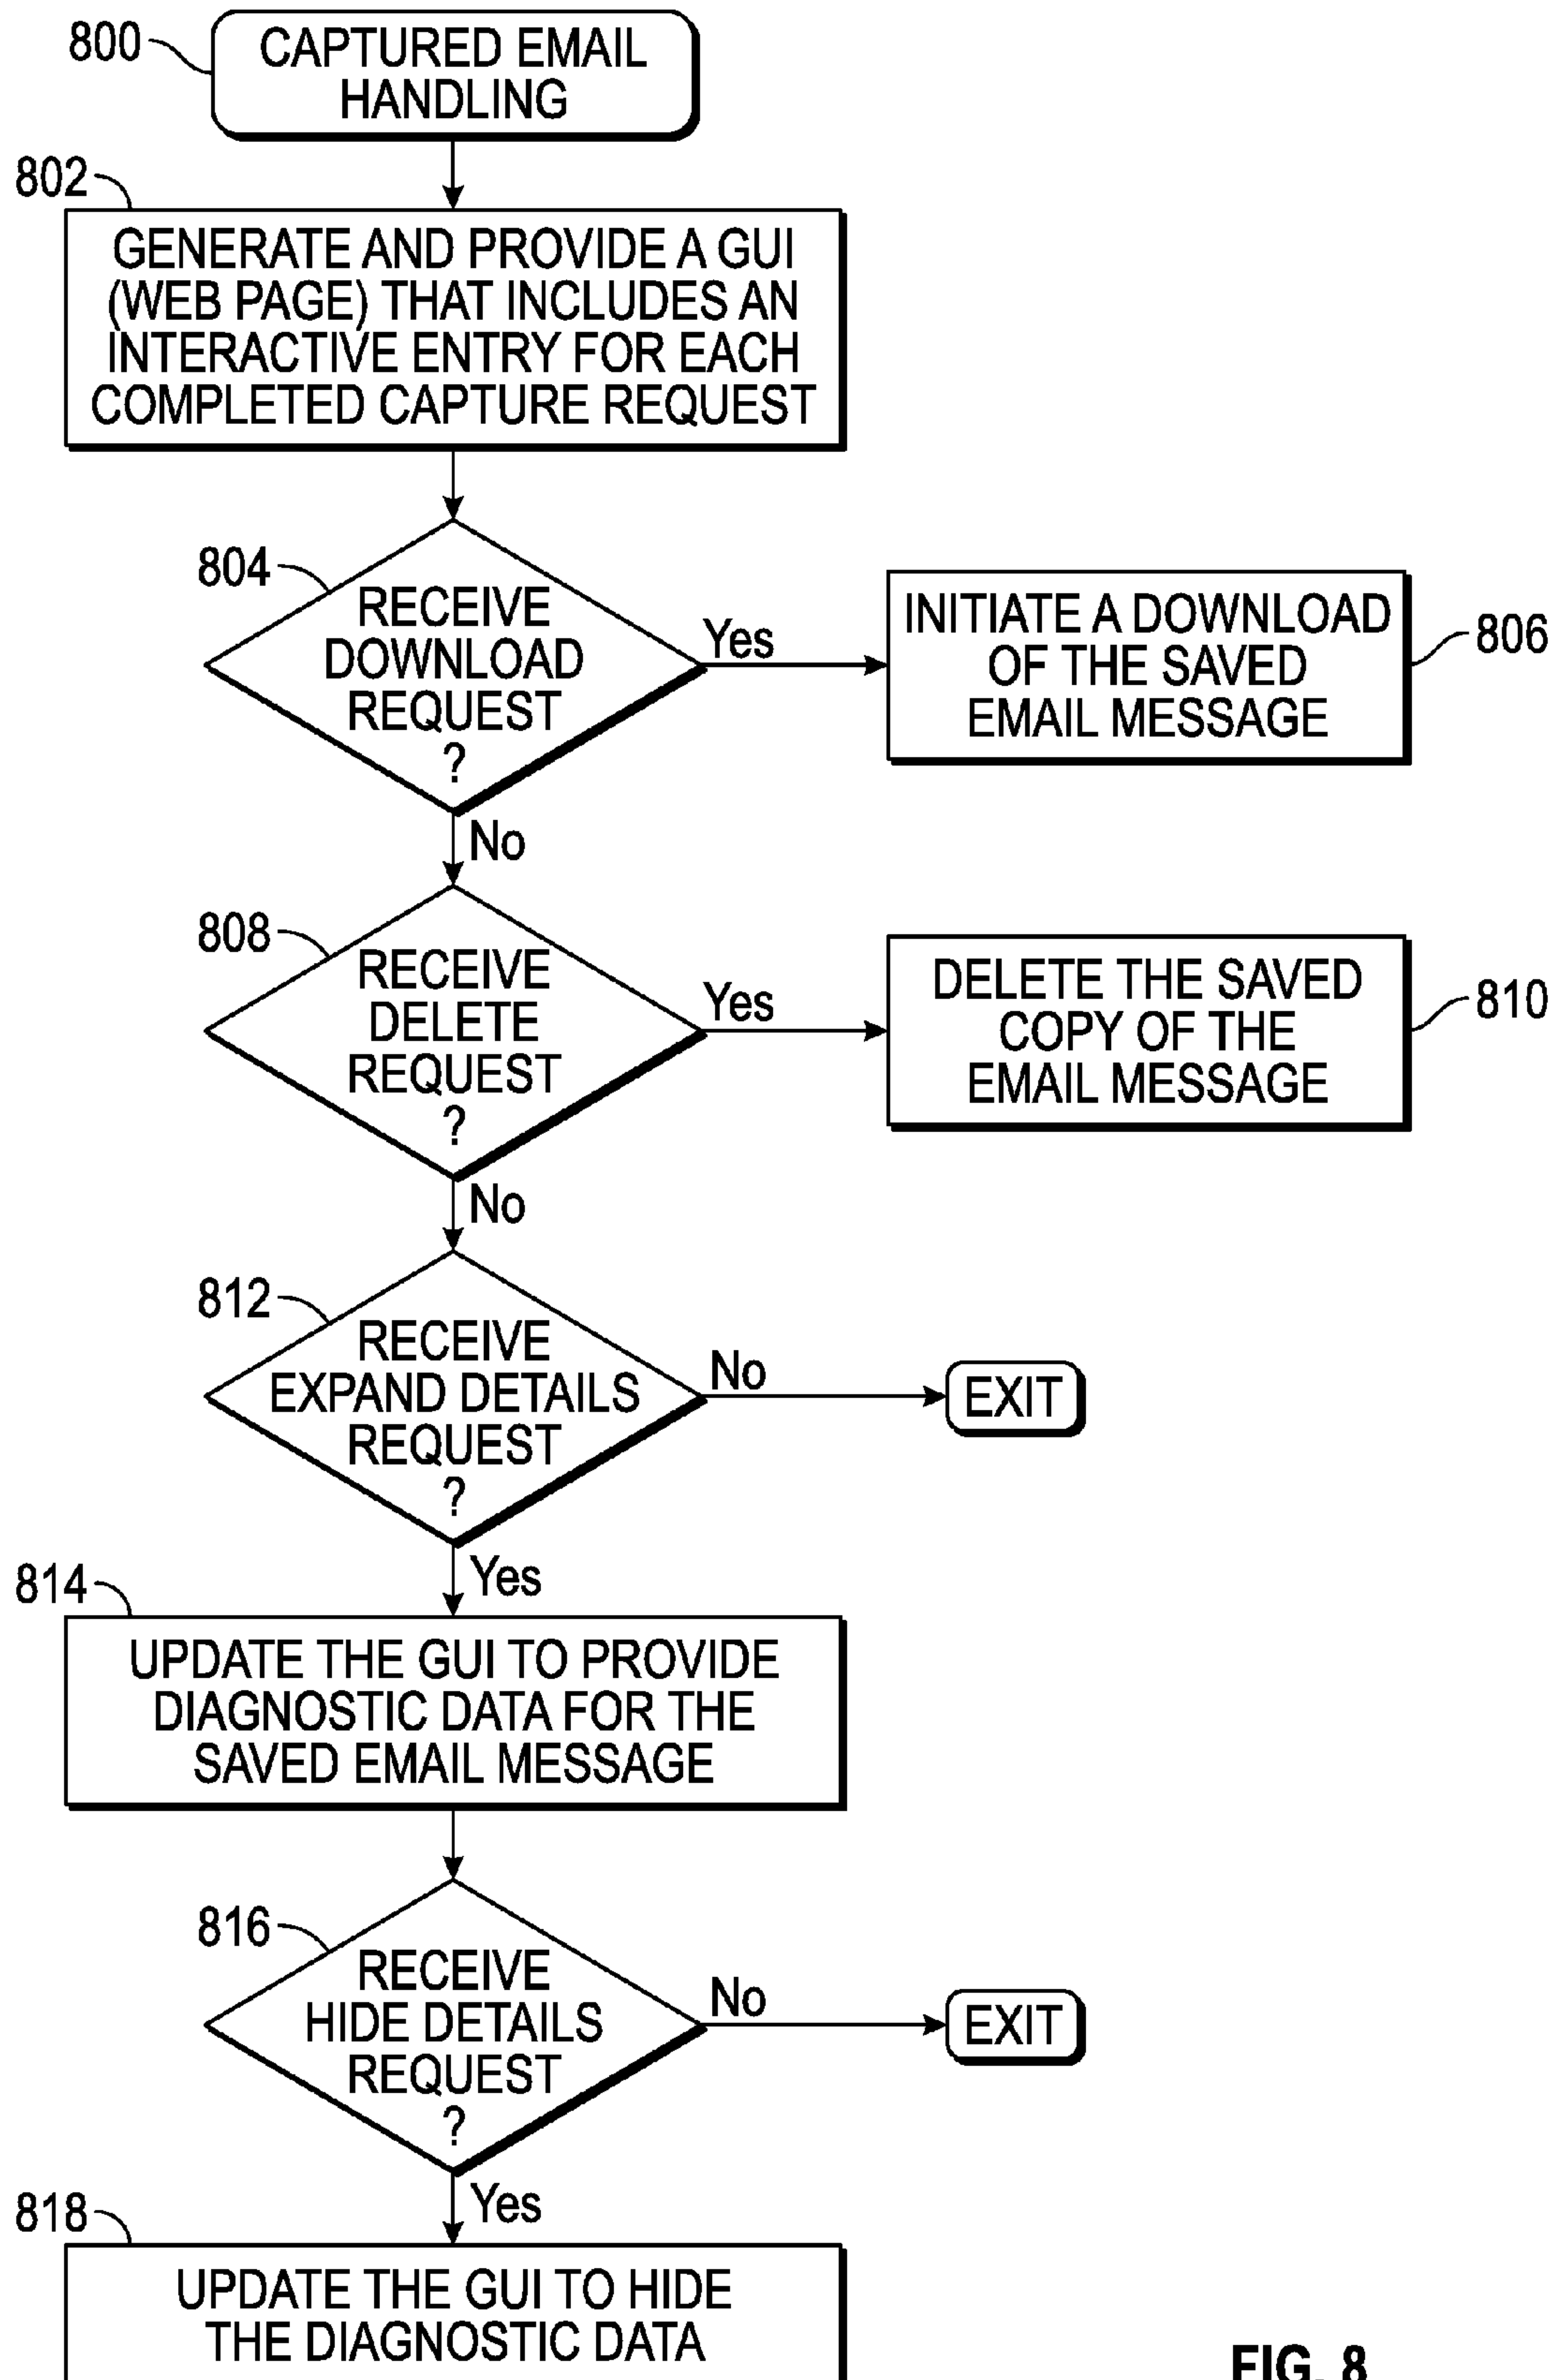 800
CAPTURED EMAIL
HANDLING
802
GENERATE AND PROVIDE A GUI
(WEB PAGE) THAT INCLUDES AN
INTERACTIVE ENTRY FOR EACH
COMPLETED CAPTURE REQUEST
804
RECEIVE
DOWNLOAD
REQUEST
?
Yes
INITIATE A DOWNLOAD
OF THE SAVED
EMAIL MESSAGE
806
No
808
RECEIVE
DELETE
REQUEST
?
Yes
DELETE THE SAVED
COPY OF THE
EMAIL MESSAGE
810
No
812
RECEIVE
EXPAND DETAILS
REQUEST
?
No
EXIT
Yes
814
UPDATE THE GUI TO PROVIDE
DIAGNOSTIC DATA FOR THE
SAVED EMAIL MESSAGE
816
RECEIVE
HIDE DETAILS
REQUEST
?
No
EXIT
Yes
818
UPDATE THE GUI TO HIDE
THE DIAGNOSTIC DATA
FIG. 8